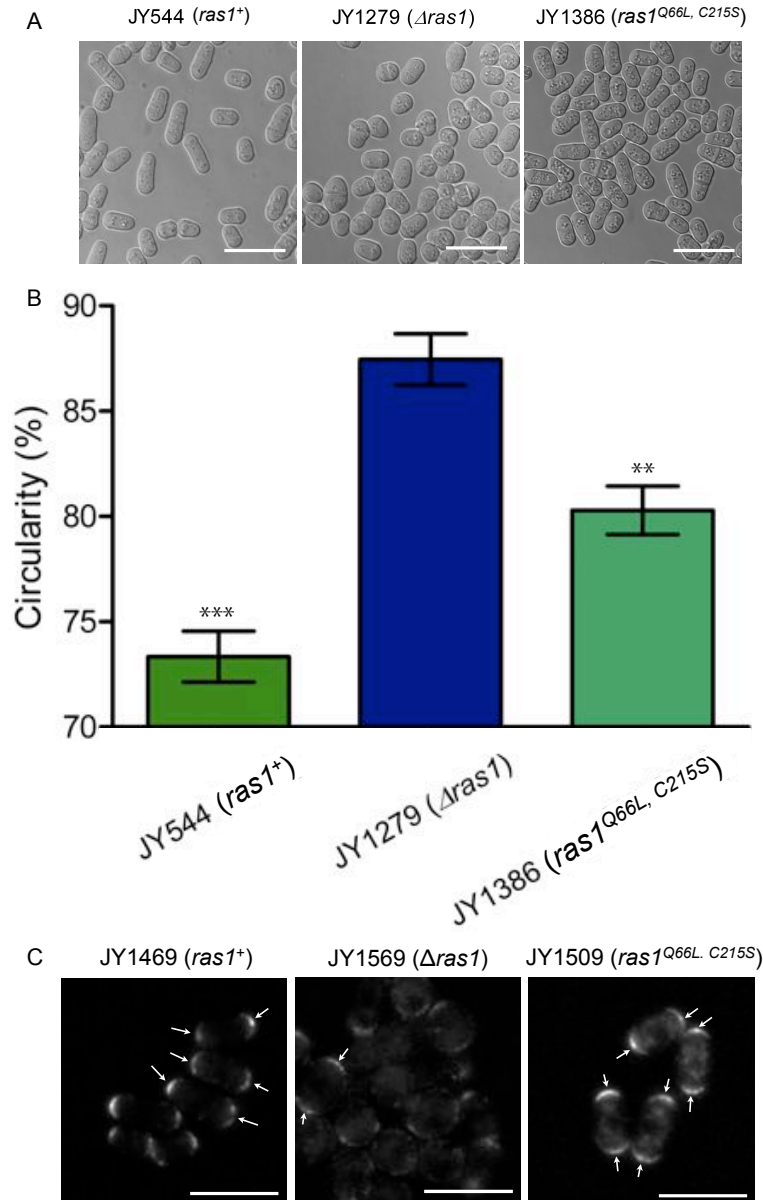 A
JY544 (ras1+) JY1279 (Δras1) JY1386 (ras1Q66L, C215S)
B
90
85
80
75
70
Circularity (%)
***
**
JY544 (ras1+)
JY1279 (Δras1)
JY1386 (ras1Q66L, C215S)
C
JY1469 (ras1+) JY1569 (Δras1) JY1509 (ras1Q66L. C215S)